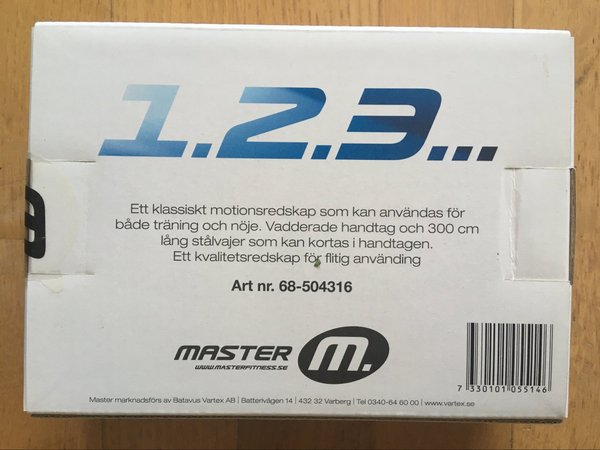 1.2.3...
Ett klassiskt motionsredskap som kan användas för
både träning och nöje. Vadderade handtag och 300 cm
lång stålvajer som kan kortas i handtagen.
Ett kvalitetsredskap för flitig använding
Art nr. 68-504316
MASTER M.
WWW.MASTERFITNESS.SE
7 330101 055146
Master marknadsförs av Batavus Vartex AB | Batterivägen 14 | 432 32 Varberg | Tel 0340-64 60 00 | www.vartex.se